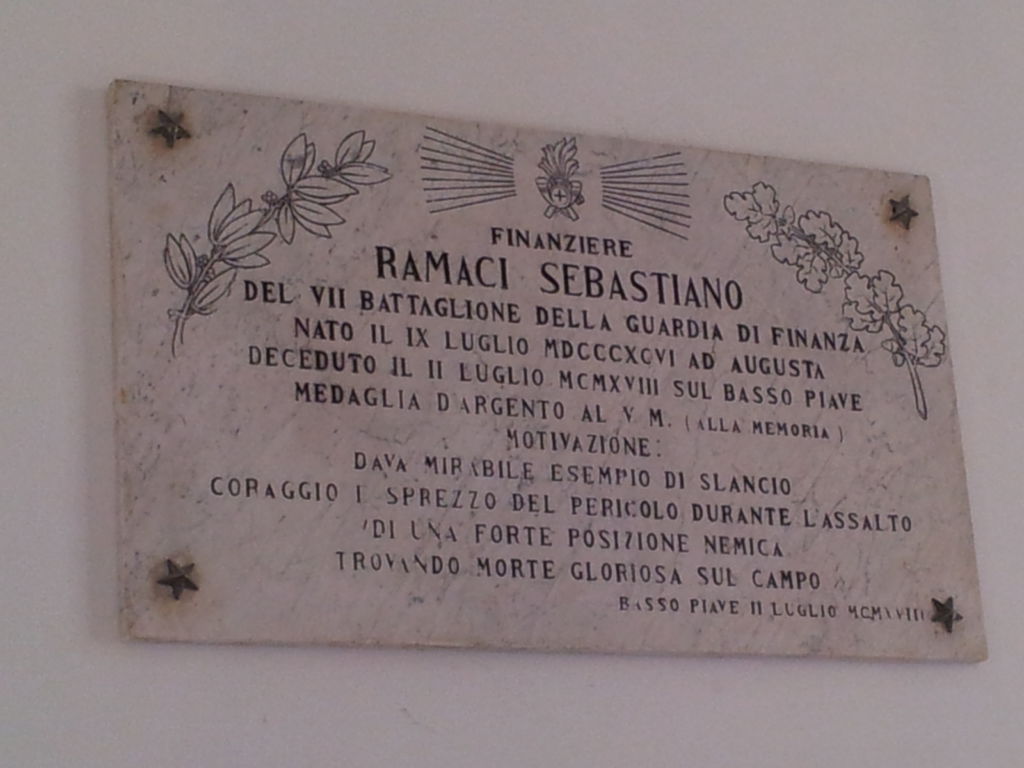 FINANZIERE
RAMACI SEBASTIANO
DEL VII BATTAGLIONE DELLA GUARDIA DI FINANZA
NATO IL IX LUGLIO MDCCCXCVI AD AUGUSTA
DECEDUTO IL II LUGLIO MCMXVIII SUL BASSO PIAVE
MEDAGLIA D'ARGENTO AL V.M. (ALLA MEMORIA)
MOTIVAZIONE:
DAVA MIRABILE ESEMPIO DI SLANCIO
CORAGGIO E SPREZZO DEL PERICOLO DURANTE L'ASSALTO
DI UNA FORTE POSIZIONE NEMICA
TROVANDO MORTE GLORIOSA SUL CAMPO
BASSO PIAVE II LUGLIO MCMXVIII